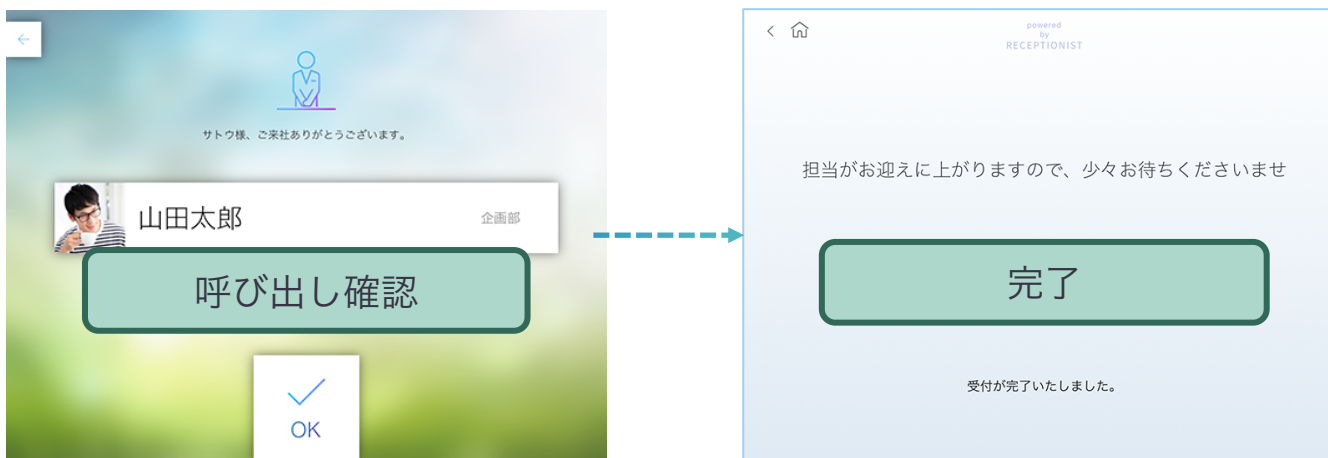 サトウ様、ご来社ありがとうございます。
山田太郎
企画部
呼び出し確認
OK
powered
by
RECEPTIONIST
担当がお迎えに上がりますので、少々お待ちくださいませ
完了
受付が完了いたしました。